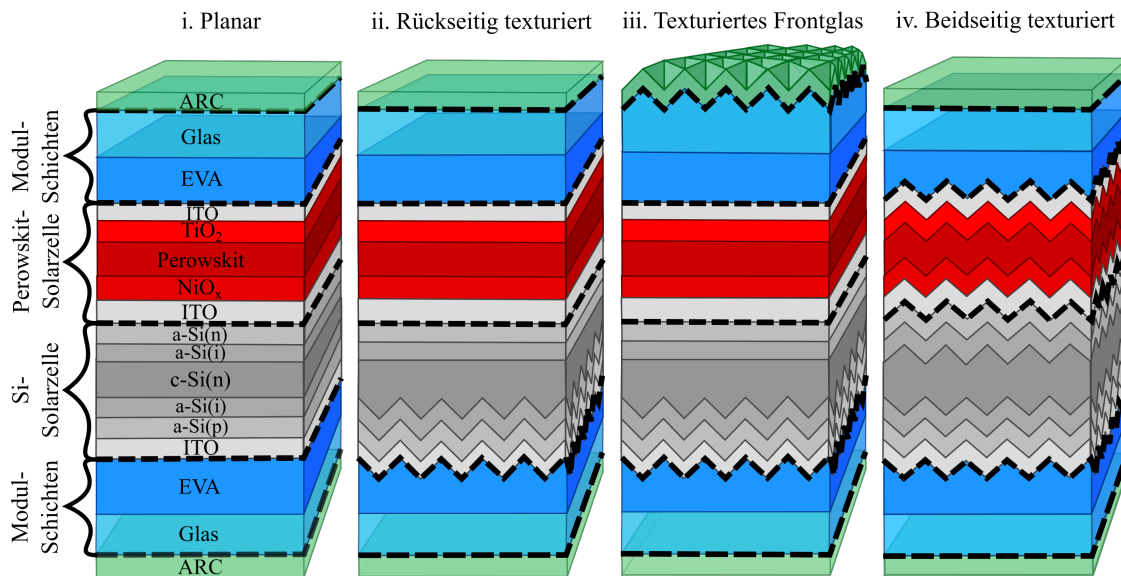 i. Planar
ii. Rückseitig texturiert
iii. Texturiertes Frontglas
iv. Beidseitig texturiert
Modul-
Schichten
Perowskit-
Solarzelle
Si-
Solarzelle
Modul-
Schichten
ARC
Glas
EVA
ITO
TiO₂
Perowskit
NiOₓ
ITO
a-Si(n)
a-Si(i)
c-Si(n)
a-Si(i)
a-Si(p)
ITO
EVA
Glas
ARC